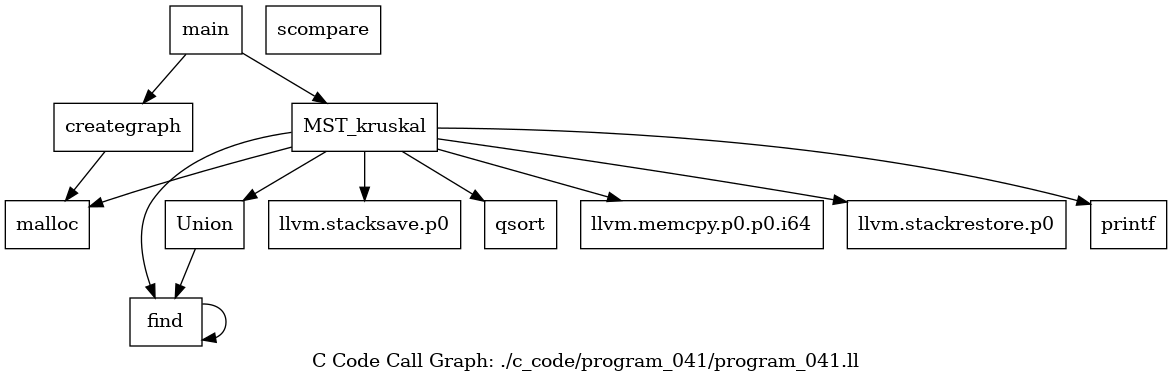 main
scompare
creategraph
MST_kruskal
malloc
Union
llvm.stacksave.p0
qsort
llvm.memcpy.p0.p0.i64
llvm.stackrestore.p0
printf
find
C Code Call Graph: ./c_code/program_041/program_041.ll